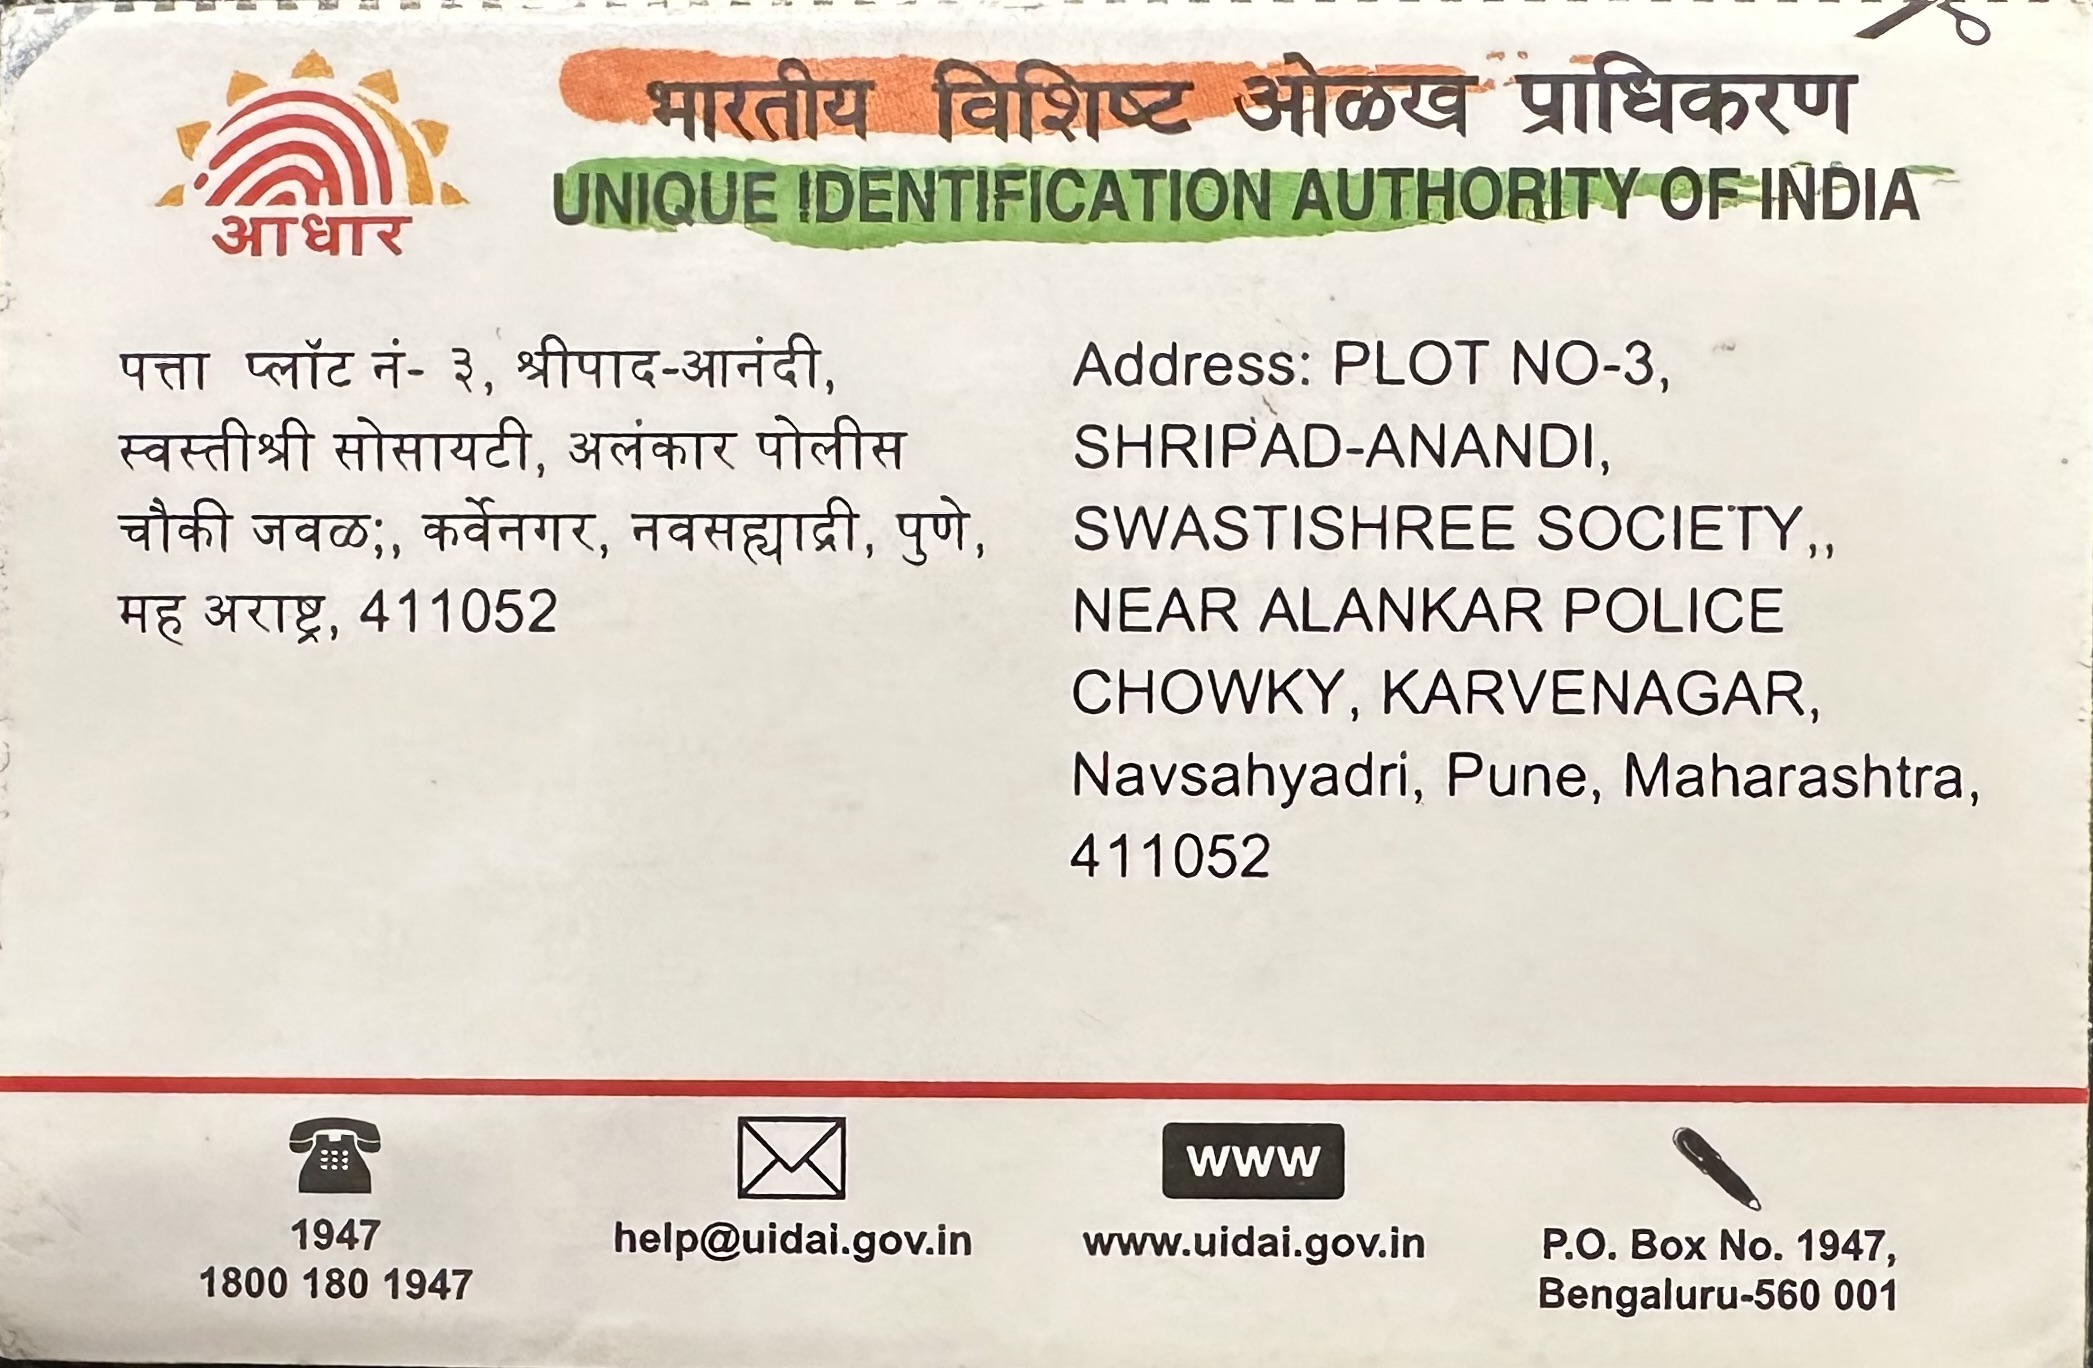 आधार
भारतीय विशिष्ट ओळख प्राधिकरण
UNIQUE IDENTIFICATION AUTHORITY OF INDIA
पत्ता प्लॉट नं- ३, श्रीपाद-आनंदी,
स्वस्तीश्री सोसायटी, अलंकार पोलीस
चौकी जवळ;, कर्वेनगर, नवसह्याद्री, पुणे,
मह अराष्ट्र, 411052
Address: PLOT NO-3,
SHRIPAD-ANANDI,
SWASTISHREE SOCIETY,,
NEAR ALANKAR POLICE
CHOWKY, KARVENAGAR,
Navsahyadri, Pune, Maharashtra,
411052
1947
1800 180 1947
help@uidai.gov.in
www
www.uidai.gov.in
P.O. Box No. 1947,
Bengaluru-560 001